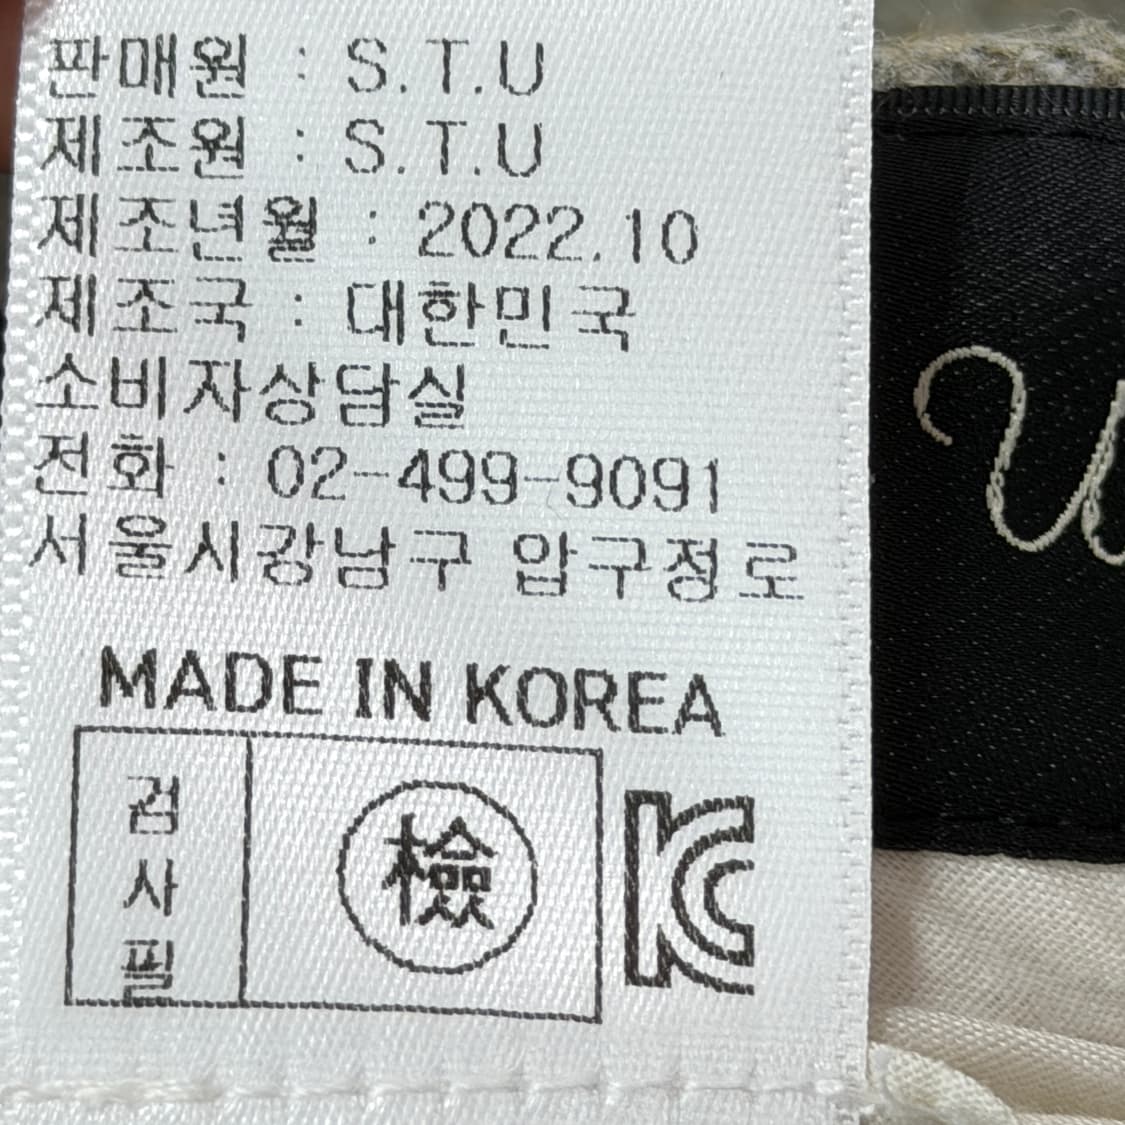 판매원 : S.T.U
제조원 : S.T.U
제조년월 : 2022.10
제조국 : 대한민국
소비자상담실
전화 : 02-499-9091
서울시강남구 압구정로
MADE IN KOREA
검사필
檢
KC